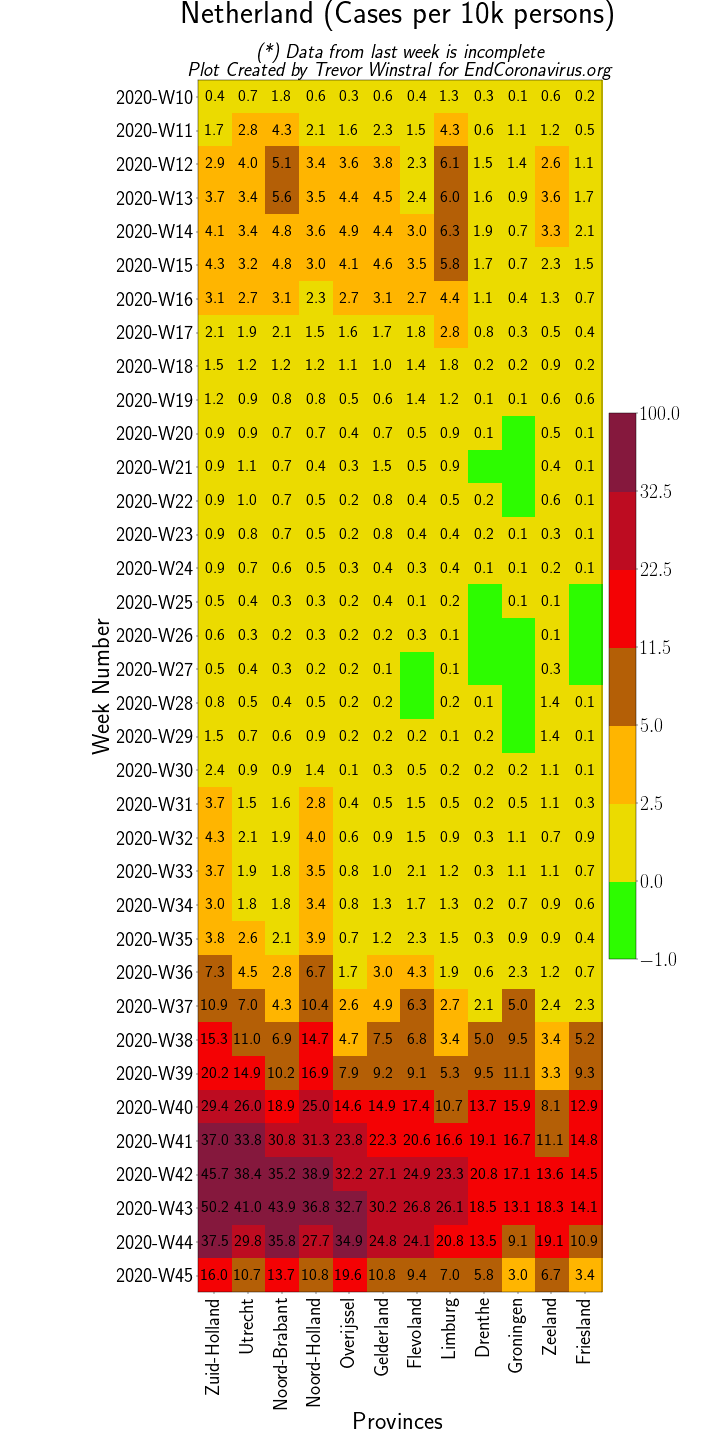 Netherland (Cases per 10k persons)
(*) Data from last week is incomplete
Plot Created by Trevor Winstral for EndCoronavirus.org
2020-W10 0.4 0.7 1.8 0.6 0.3 0.6 0.4 1.3 0.3 0.1 0.6 0.2
2020-W11 1.7 2.8 4.3 2.1 1.6 2.3 1.5 4.3 0.6 1.1 1.2 0.5
2020-W12 2.9 4.0 5.1 3.4 3.6 3.8 2.3 6.1 1.5 1.4 2.6 1.1
2020-W13 3.7 3.4 5.6 3.5 4.4 4.5 2.4 6.0 1.6 0.9 3.6 1.7
2020-W14 4.1 3.4 4.8 3.6 4.9 4.4 3.0 6.3 1.9 0.7 3.3 2.1
2020-W15 4.3 3.2 4.8 3.0 4.1 4.6 3.5 5.8 1.7 0.7 2.3 1.5
2020-W16 3.1 2.7 3.1 2.3 2.7 3.1 2.7 4.4 1.1 0.4 1.3 0.7
2020-W17 2.1 1.9 2.1 1.5 1.6 1.7 1.8 2.8 0.8 0.3 0.5 0.4
2020-W18 1.5 1.2 1.2 1.2 1.1 1.0 1.4 1.8 0.2 0.2 0.9 0.2
2020-W19 1.2 0.9 0.8 0.8 0.5 0.6 1.4 1.2 0.1 0.1 0.6 0.6
2020-W20 0.9 0.9 0.7 0.7 0.4 0.7 0.5 0.9 0.1 0.5 0.1
2020-W21 0.9 1.1 0.7 0.4 0.3 1.5 0.5 0.9 0.4 0.1
2020-W22 0.9 1.0 0.7 0.5 0.2 0.8 0.4 0.5 0.2 0.6 0.1
2020-W23 0.9 0.8 0.7 0.5 0.2 0.8 0.4 0.4 0.2 0.1 0.3 0.1
2020-W24 0.9 0.7 0.6 0.5 0.3 0.4 0.3 0.4 0.1 0.1 0.2 0.1
2020-W25 0.5 0.4 0.3 0.3 0.2 0.4 0.1 0.2 0.1 0.1
2020-W26 0.6 0.3 0.2 0.3 0.2 0.2 0.3 0.1 0.1
2020-W27 0.5 0.4 0.3 0.2 0.2 0.1 0.1 0.3
2020-W28 0.8 0.5 0.4 0.5 0.2 0.2 0.2 0.1 1.4 0.1
2020-W29 1.5 0.7 0.6 0.9 0.2 0.2 0.2 0.1 0.2 1.4 0.1
2020-W30 2.4 0.9 0.9 1.4 0.1 0.3 0.5 0.2 0.2 0.2 1.1 0.1
2020-W31 3.7 1.5 1.6 2.8 0.4 0.5 1.5 0.5 0.2 0.5 1.1 0.3
2020-W32 4.3 2.1 1.9 4.0 0.6 0.9 1.5 0.9 0.3 1.1 0.7 0.9
2020-W33 3.7 1.9 1.8 3.5 0.8 1.0 2.1 1.2 0.3 1.1 1.1 0.7
2020-W34 3.0 1.8 1.8 3.4 0.8 1.3 1.7 1.3 0.2 0.7 0.9 0.6
2020-W35 3.8 2.6 2.1 3.9 0.7 1.2 2.3 1.5 0.3 0.9 0.9 0.4
2020-W36 7.3 4.5 2.8 6.7 1.7 3.0 4.3 1.9 0.6 2.3 1.2 0.7
2020-W37 10.9 7.0 4.3 10.4 2.6 4.9 6.3 2.7 2.1 5.0 2.4 2.3
2020-W38 15.3 11.0 6.9 14.7 4.7 7.5 6.8 3.4 5.0 9.5 3.4 5.2
2020-W39 20.2 14.9 10.2 16.9 7.9 9.2 9.1 5.3 9.5 11.1 3.3 9.3
2020-W40 29.4 26.0 18.9 25.0 14.6 14.9 17.4 10.7 13.7 15.9 8.1 12.9
2020-W41 37.0 33.8 30.8 31.3 23.8 22.3 20.6 16.6 19.1 16.7 11.1 14.8
2020-W42 45.7 38.4 35.2 38.9 32.2 27.1 24.9 23.3 20.8 17.1 13.6 14.5
2020-W43 50.2 41.0 43.9 36.8 32.7 30.2 26.8 26.1 18.5 13.1 18.3 14.1
2020-W44 37.5 29.8 35.8 27.7 34.9 24.8 24.1 20.8 13.5 9.1 19.1 10.9
2020-W45 16.0 10.7 13.7 10.8 19.6 10.8 9.4 7.0 5.8 3.0 6.7 3.4
Week Number
Zuid-Holland
Utrecht
Noord-Brabant
Noord-Holland
Overijssel
Gelderland
Flevoland
Limburg
Drenthe
Groningen
Zeeland
Friesland
Provinces
100.0
32.5
22.5
11.5
5.0
2.5
0.0
−1.0